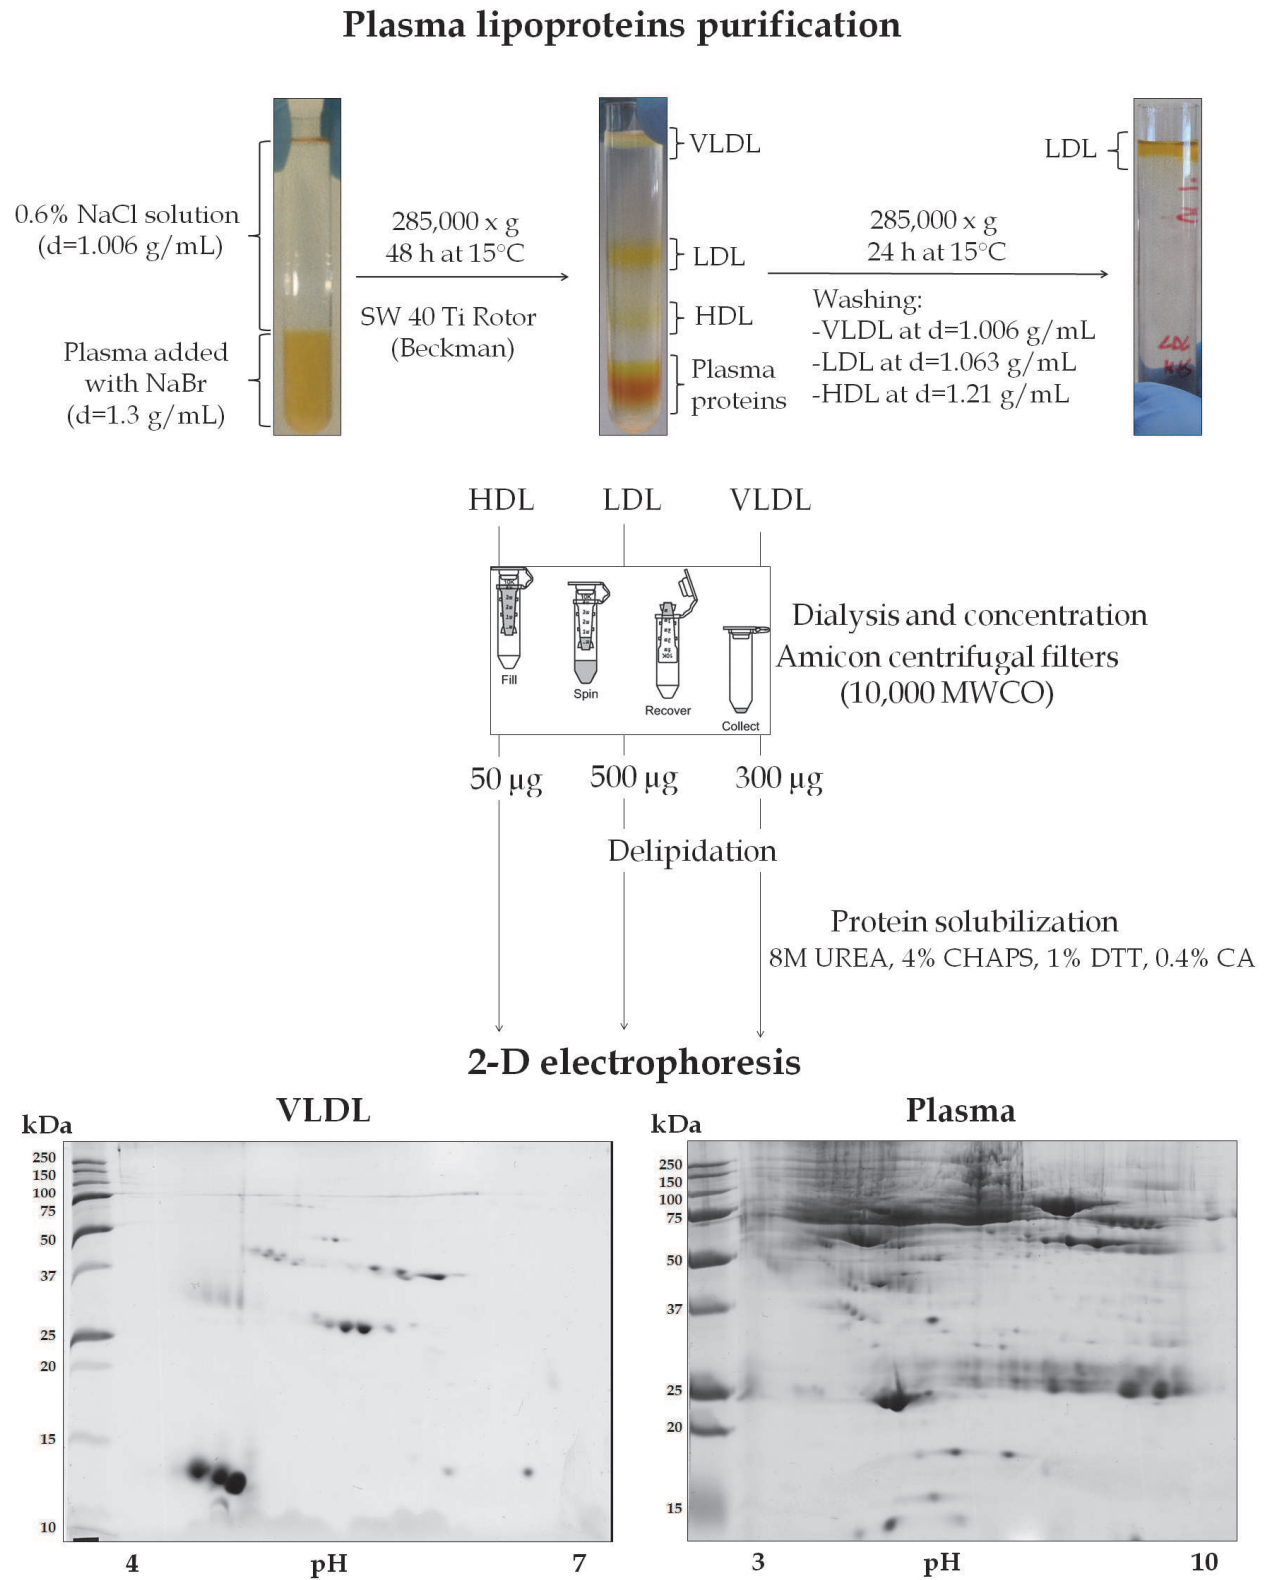 Plasma lipoproteins purification
0.6% NaCl solution
(d=1.006 g/mL)
Plasma added
with NaBr
(d=1.3 g/mL)
285,000 x g
48 h at 15°C
SW 40 Ti Rotor
(Beckman)
VLDL
LDL
HDL
Plasma
proteins
285,000 x g
24 h at 15°C
Washing:
-VLDL at d=1.006 g/mL
-LDL at d=1.063 g/mL
-HDL at d=1.21 g/mL
LDL
LDL
HDL LDL VLDL
Fill
Spin
Recover
Collect
Dialysis and concentration
Amicon centrifugal filters
(10,000 MWCO)
50 µg 500 µg 300 µg
Delipidation
Protein solubilization
8M UREA, 4% CHAPS, 1% DTT, 0.4% CA
2-D electrophoresis
VLDL
kDa
250
150
100
75
50
37
25
20
15
10
4 pH 7
Plasma
kDa
250
150
100
75
50
37
25
20
15
3 pH 10